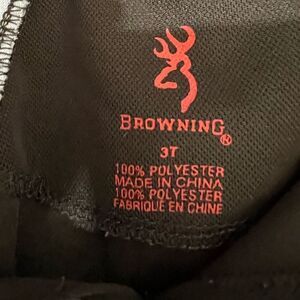 BROWNING®
3T
100% POLYESTER
MADE IN CHINA
100% POLYESTER
FABRIQUÉ EN CHINE